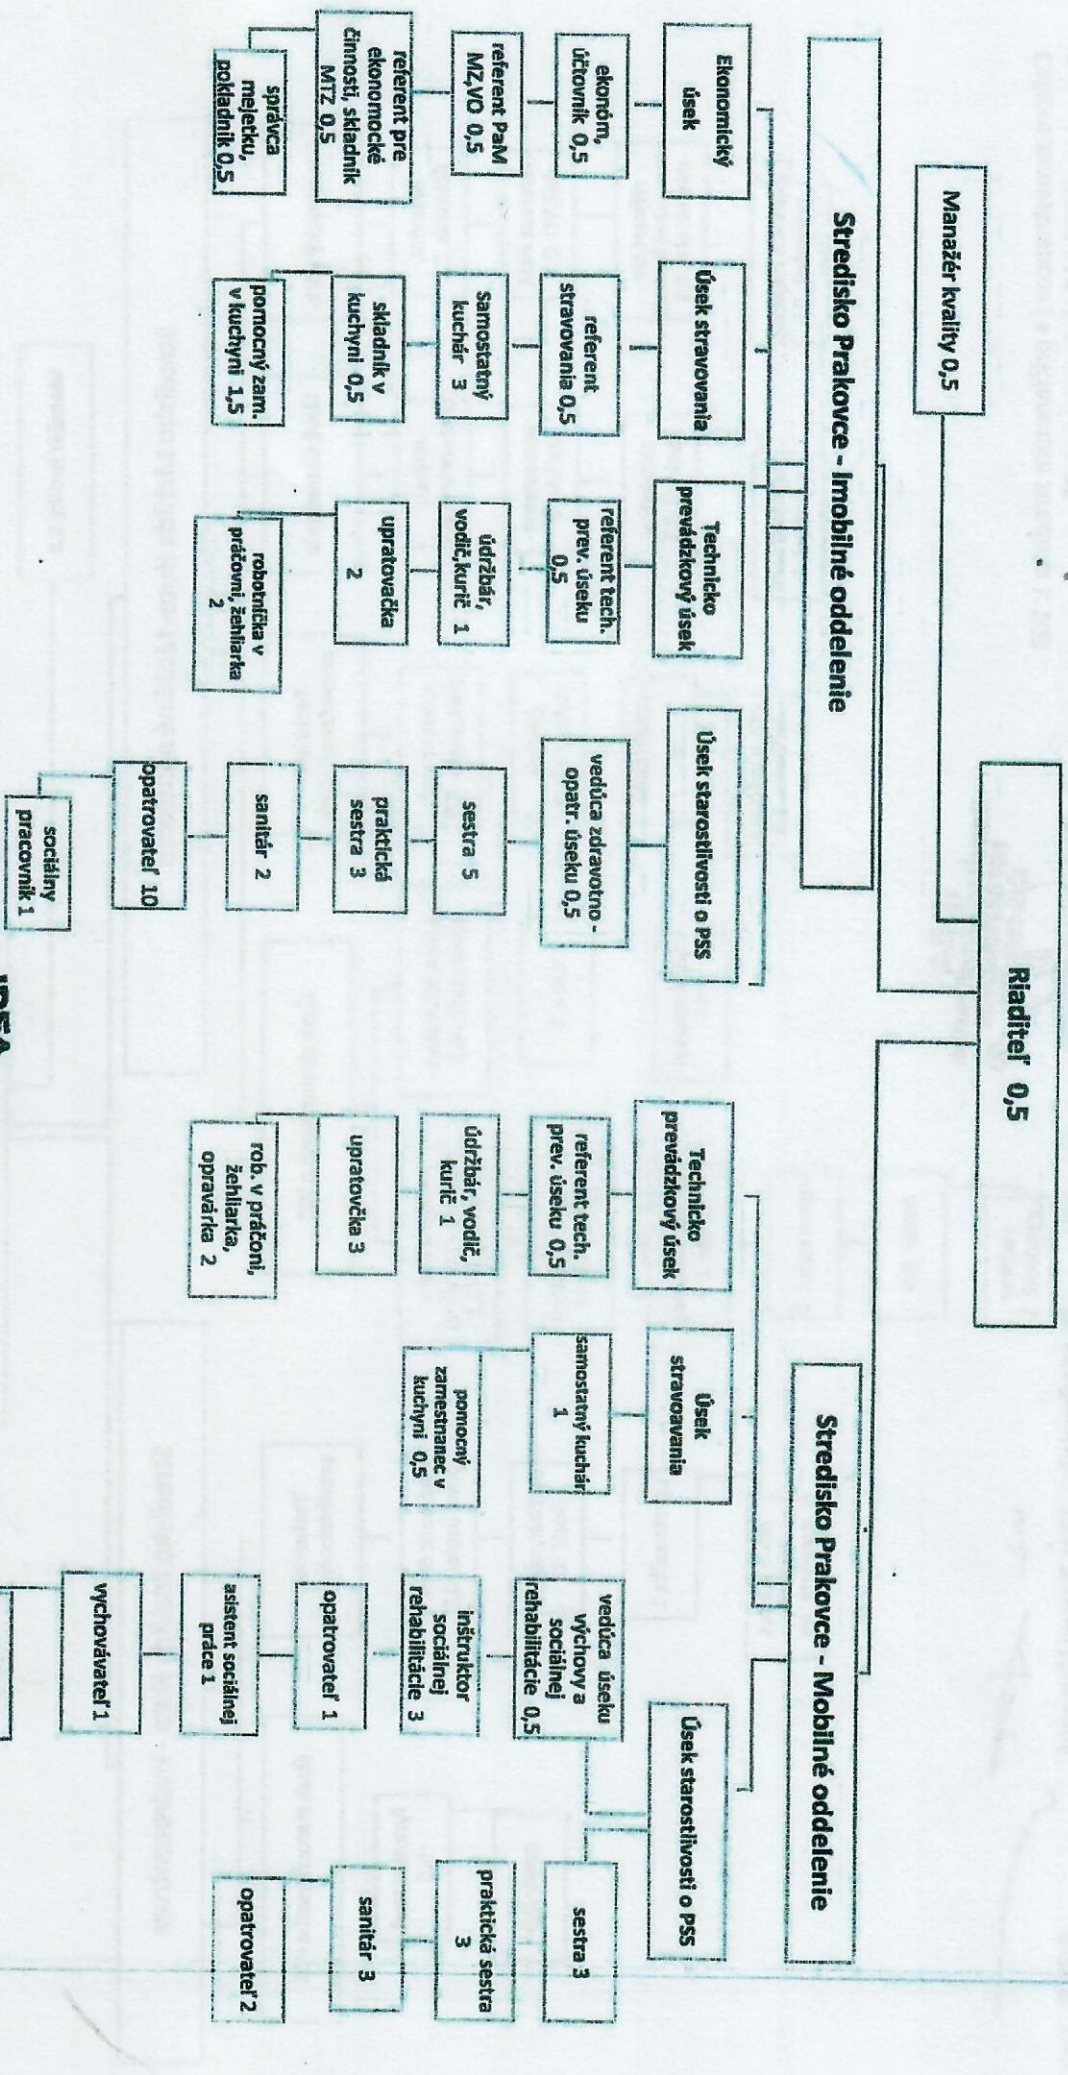 Riaditeľ 0,5
Manažér kvality 0,5
Stredisko Prakovce - Imobilné oddelenie
Ekonomický
úsek
ekonóm,
účtovník 0,5
referent PaM
MZ,VO 0,5
referent pre
ekonomocké
činnosti, skladník
MTZ 0,5
správca
mejetku,
pokladník 0,5
Úsek stravovania
referent
stravovania 0,5
Samostatný
kuchár 3
skladník v
kuchyni 0,5
pomocný zam.
v kuchyni 1,5
Technicko
prevádzkový úsek
referent tech.
prev. úseku
0,5
údržbár,
vodič,kurič 1
upratovačka
2
robotníčka v
práčovni, žehliarka
2
Úsek starostlivosti o PSS
vedúca zdravotno -
opatr. úseku 0,5
sestra 5
praktická
sestra 3
sanitár 2
opatrovateľ 10
sociálny
pracovník 1
Stredisko Prakovce - Mobilné oddelenie
Technicko
prevádzkový úsek
referent tech.
prev. úseku 0,5
údržbár, vodič,
kurič 1
upratovčka 3
rob. v práčoni,
žehliarka,
opravárka 2
Úsek
stravoavania
samostatný kuchár
1
pomocný
zamestnanec v
kuchyni 0,5
Úsek starostlivosti o PSS
vedúca úseku
výchovy a
sociálnej
rehabilitácie 0,5
inštruktor
sociálnej
rehabilitácie 3
opatrovateľ 1
asistent sociálnej
práce 1
vychovávateľ 1
sestra 3
praktická sestra
3
sanitár 3
opatrovateľ 2